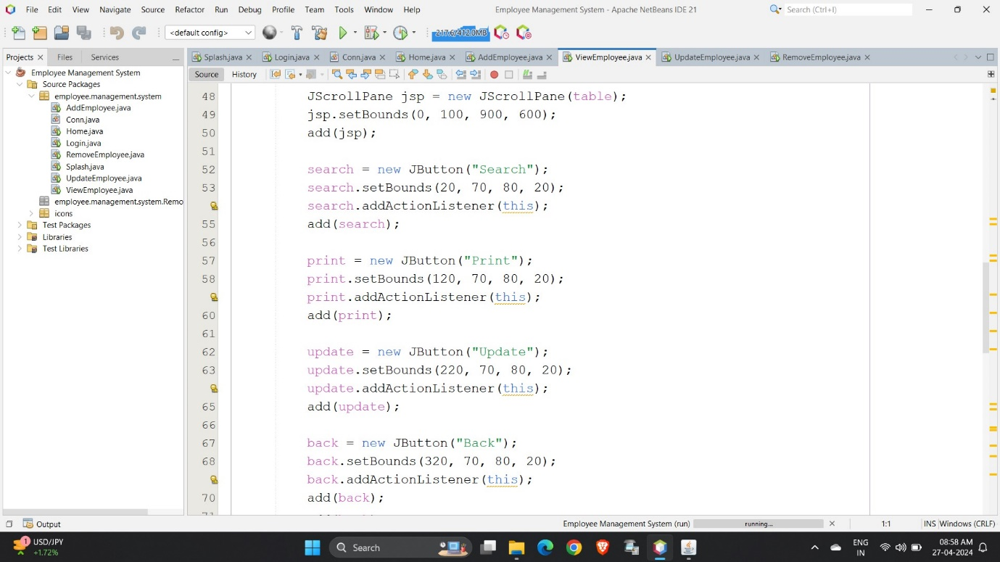 File Edit View Navigate Source Refactor Run Debug Profile Team Tools Window Help
Employee Management System - Apache NetBeans IDE 21
Search (Ctrl+I)
<default config>
217.6/412.0MB
Projects Files Services
Splash.java Login.java Conn.java Home.java AddEmployee.java ViewEmployee.java UpdateEmployee.java RemoveEmployee.java
Source History
Employee Management System
Source Packages
employee.management.system
AddEmployee.java
Conn.java
Home.java
Login.java
RemoveEmployee.java
Splash.java
UpdateEmployee.java
ViewEmployee.java
employee.management.system.Remo
icons
Test Packages
Libraries
Test Libraries
48 JScrollPane jsp = new JScrollPane(table);
49 jsp.setBounds(0, 100, 900, 600);
50 add(jsp);
51
52 search = new JButton("Search");
53 search.setBounds(20, 70, 80, 20);
search.addActionListener(this);
55 add(search);
56
57 print = new JButton("Print");
58 print.setBounds(120, 70, 80, 20);
print.addActionListener(this);
60 add(print);
61
62 update = new JButton("Update");
63 update.setBounds(220, 70, 80, 20);
update.addActionListener(this);
65 add(update);
66
67 back = new JButton("Back");
68 back.setBounds(320, 70, 80, 20);
back.addActionListener(this);
70 add(back);
Output
Employee Management System (run) running...
1:1 INS Windows (CRLF)
1 USD/JPY
+1.72%
Search
ENG
IN
08:58 AM
27-04-2024